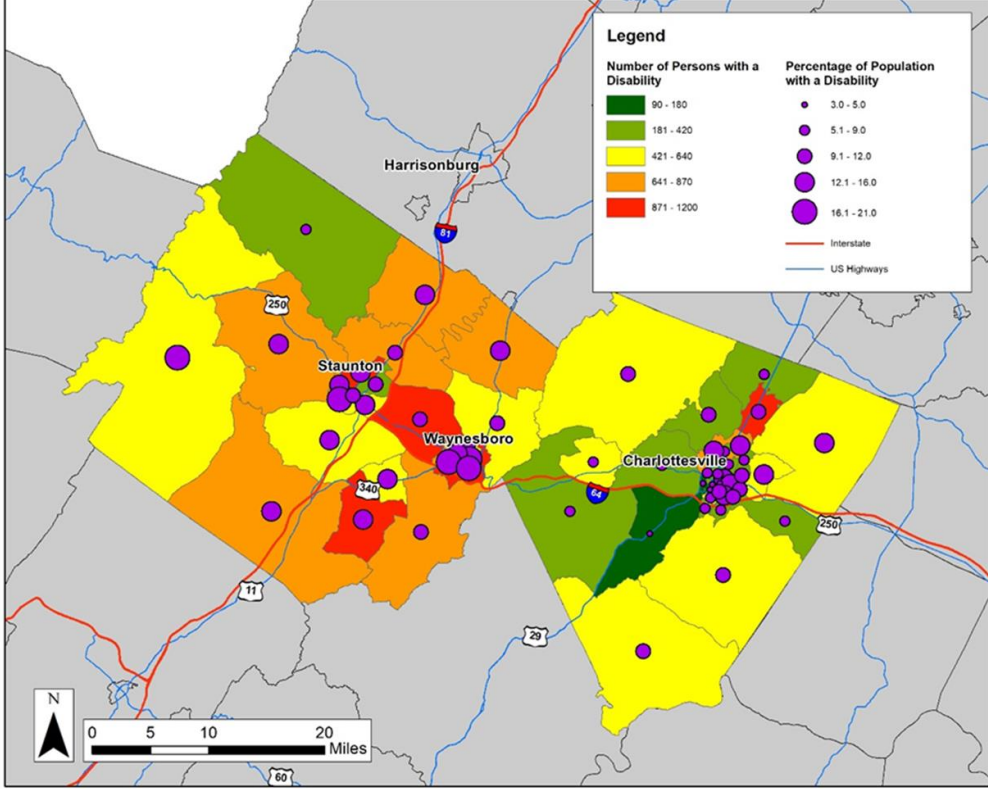 Legend
Number of Persons with a
Disability
90 - 180
181 - 420
421 - 640
641 - 870
871 - 1200
Percentage of Population
with a Disability
3.0 - 5.0
5.1 - 9.0
9.1 - 12.0
12.1 - 16.0
16.1 - 21.0
Interstate
US Highways
Harrisonburg
81
250
Staunton
Waynesboro
Charlottesville
340
64
250
11
29
N
0 5 10 20
Miles
60